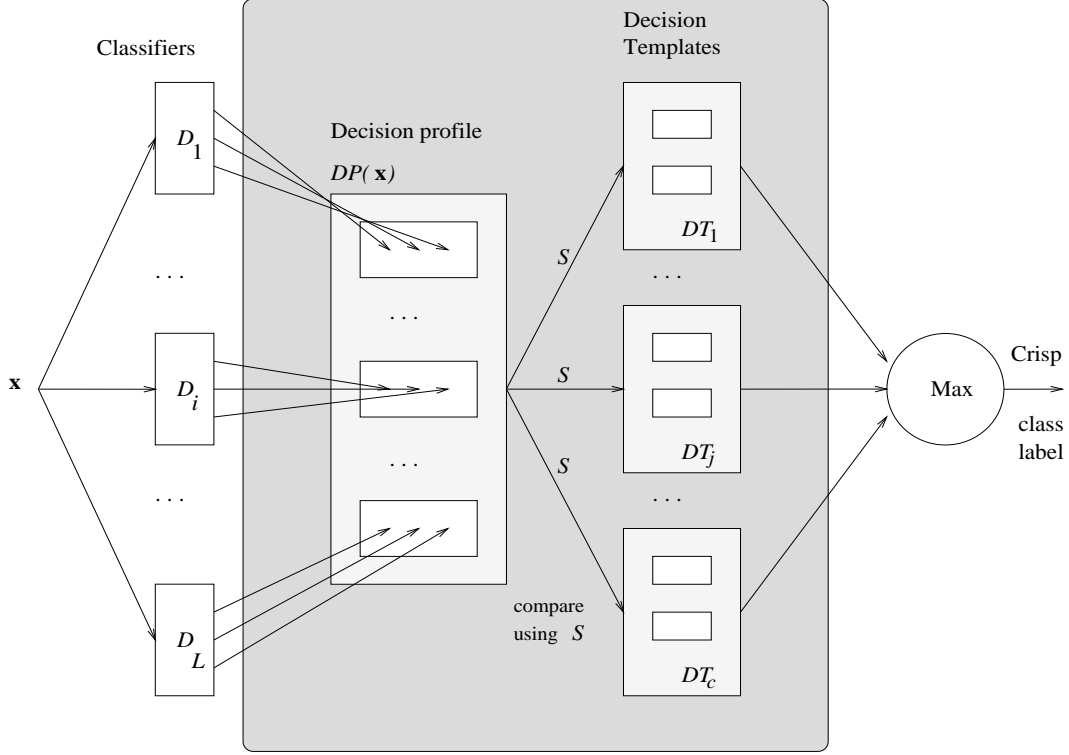 Decision
Templates
Classifiers
Decision profile
DP( x)
D1
DT1
S
. . .
. . .
. . .
x
Di
S
Max
Crisp
class
label
DTj
. . .
S
. . .
. . .
compare
using S
DL
DTc